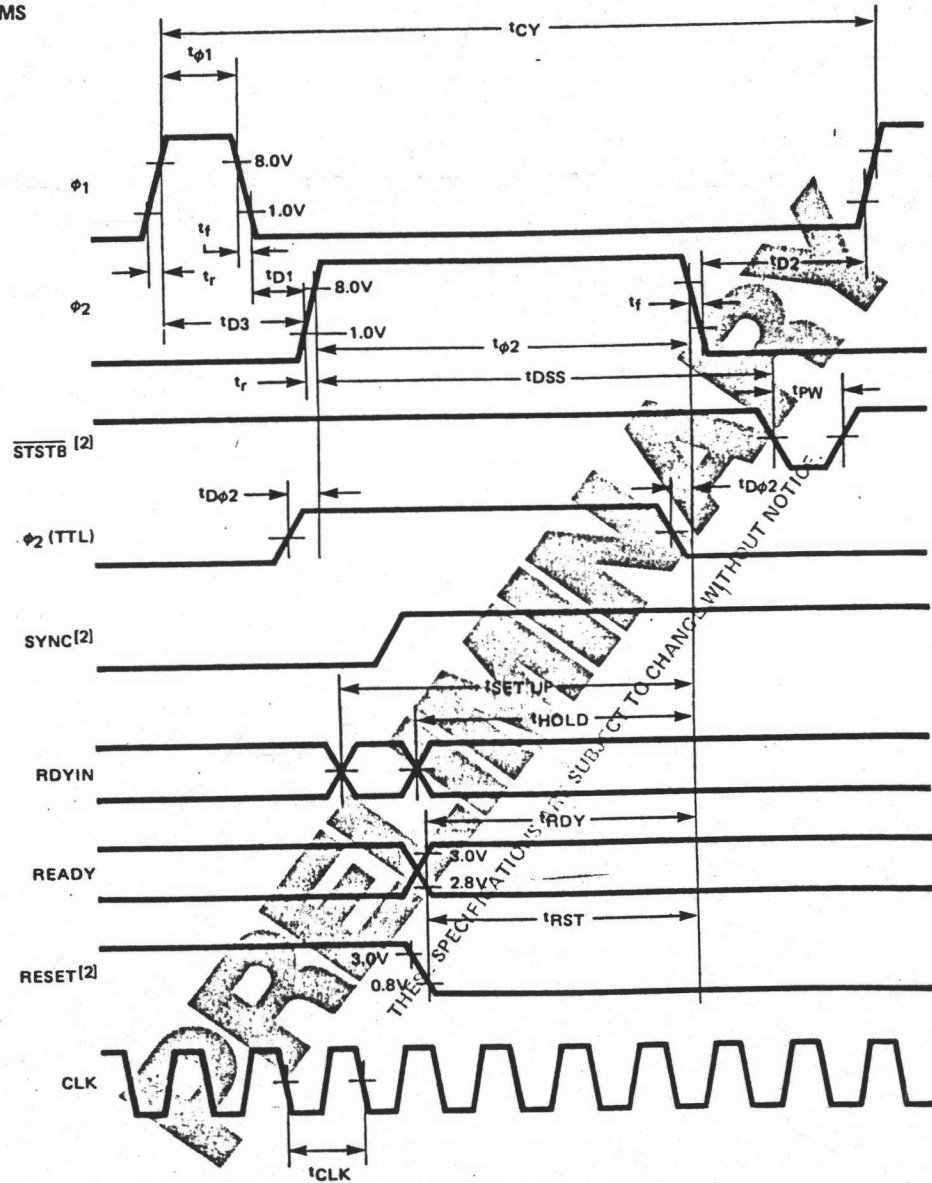 MS
tCY
tϕ1
8.0V
ϕ1
1.0V
tf
tr
tD1
tD2
ϕ2
8.0V
tf
tD3
1.0V
tϕ2
tr
tDSS
tPW
STSTB [2]
tDϕ2
tDϕ2
ϕ2 (TTL)
SYNC[2]
tSET UP
tHOLD
RDYIN
tRDY
READY
3.0V
2.8V
tRST
RESET[2]
3.0V
0.8V
CLK
tCLK
PRELIMINARY
THESE SPECIFICATIONS ARE SUBJECT TO CHANGE WITHOUT NOTICE